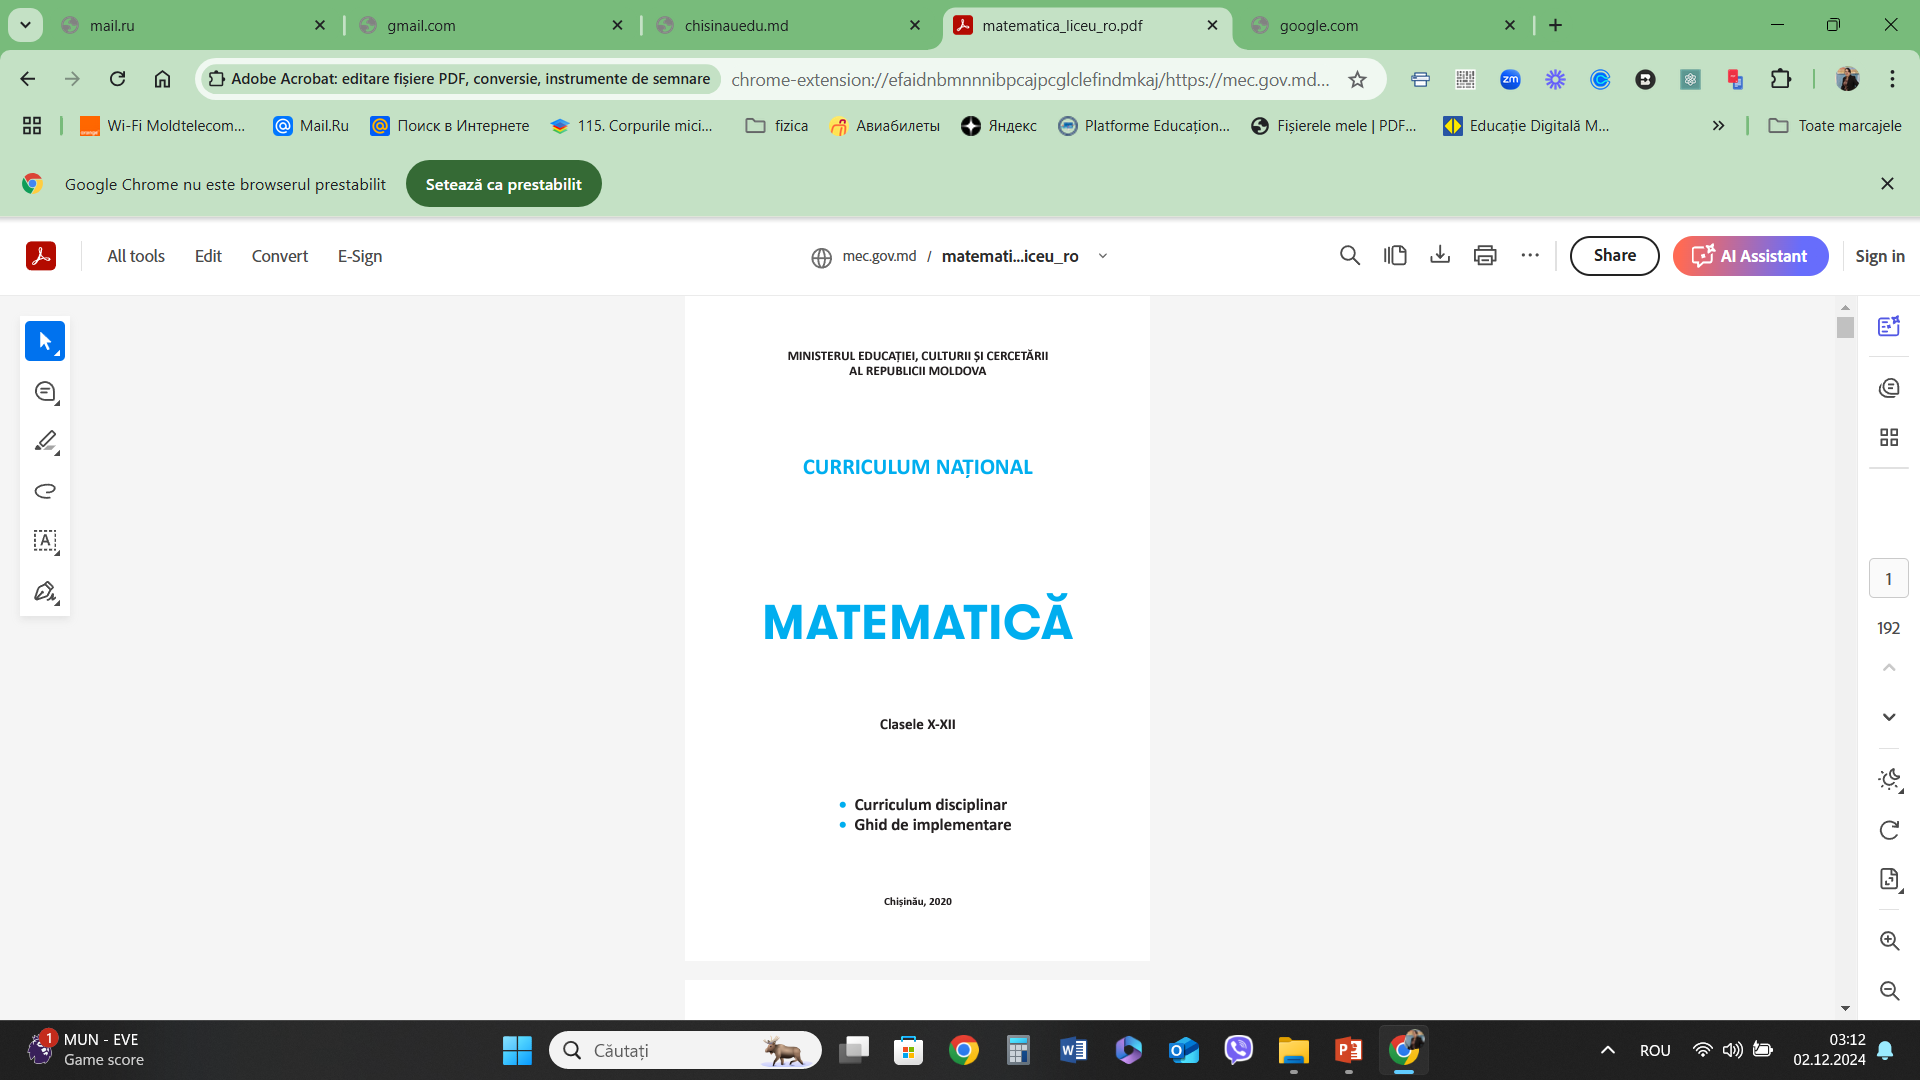 mail.ru
gmail.com
chisinauedu.md
matematica_liceu_ro.pdf
google.com
Adobe Acrobat: editare fișiere PDF, conversie, instrumente de semnare
chrome-extension://efaidnbmnnnibpcajpcglclefindmkaj/https://mec.gov.md...
Wi-Fi Moldtelecom...
Mail.Ru
Поиск в Интернете
115. Corpurile mici...
fizica
Авиабилеты
Яндекс
Platforme Education...
Fișierele mele | PDF...
Educație Digitală M...
Toate marcajele
Google Chrome nu este browserul prestabilit
Setează ca prestabilit
All tools
Edit
Convert
E-Sign
mec.gov.md / matemati...iceu_ro
Share
AI Assistant
Sign in
MINISTERUL EDUCAȚIEI, CULTURII ȘI CERCETĂRII
AL REPUBLICII MOLDOVA
CURRICULUM NAȚIONAL
MATEMATICĂ
Clasele X-XII
• Curriculum disciplinar
• Ghid de implementare
Chișinău, 2020
1
192
1
MUN - EVE
Game score
Căutați
ROU
03:12
02.12.2024